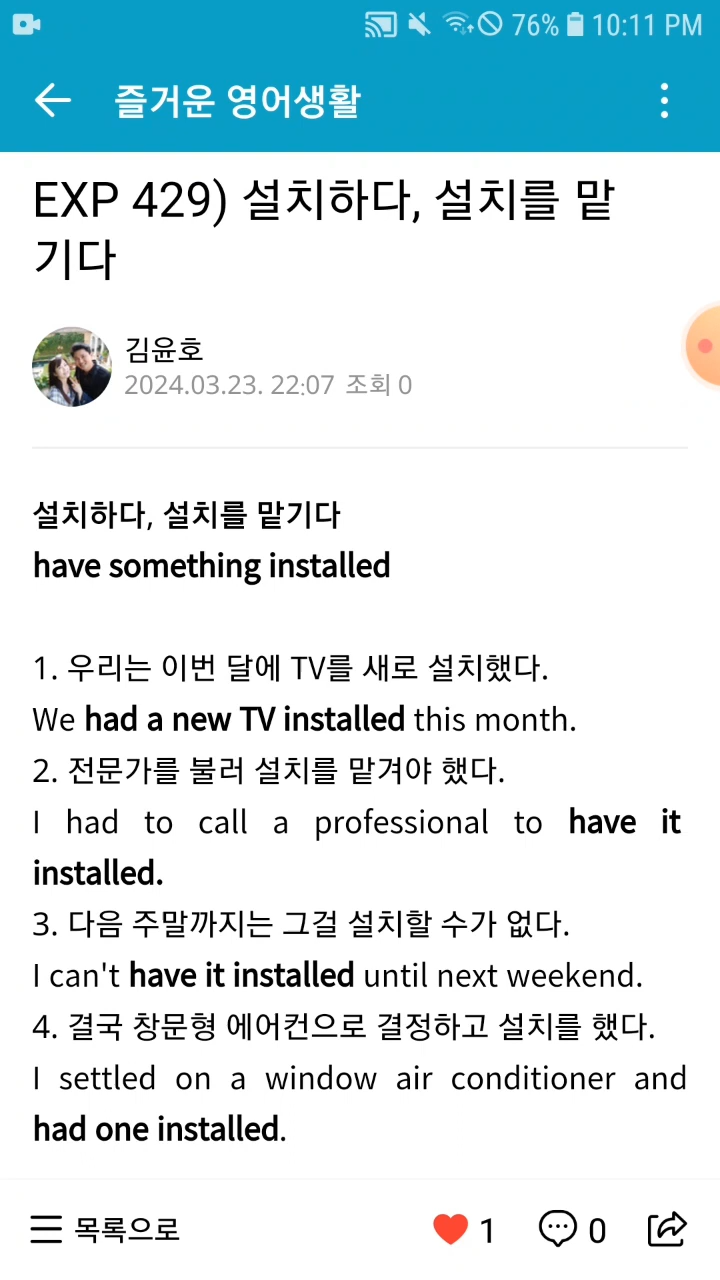 76% 10:11 PM
즐거운 영어생활
EXP 429) 설치하다, 설치를 맡
기다
김윤호
2024.03.23. 22:07 조회 0
설치하다, 설치를 맡기다
have something installed
1. 우리는 이번 달에 TV를 새로 설치했다.
We had a new TV installed this month.
2. 전문가를 불러 설치를 맡겨야 했다.
I had to call a professional to have it
installed.
3. 다음 주말까지는 그걸 설치할 수가 없다.
I can't have it installed until next weekend.
4. 결국 창문형 에어컨으로 결정하고 설치를 했다.
I settled on a window air conditioner and
had one installed.
목록으로 1 0